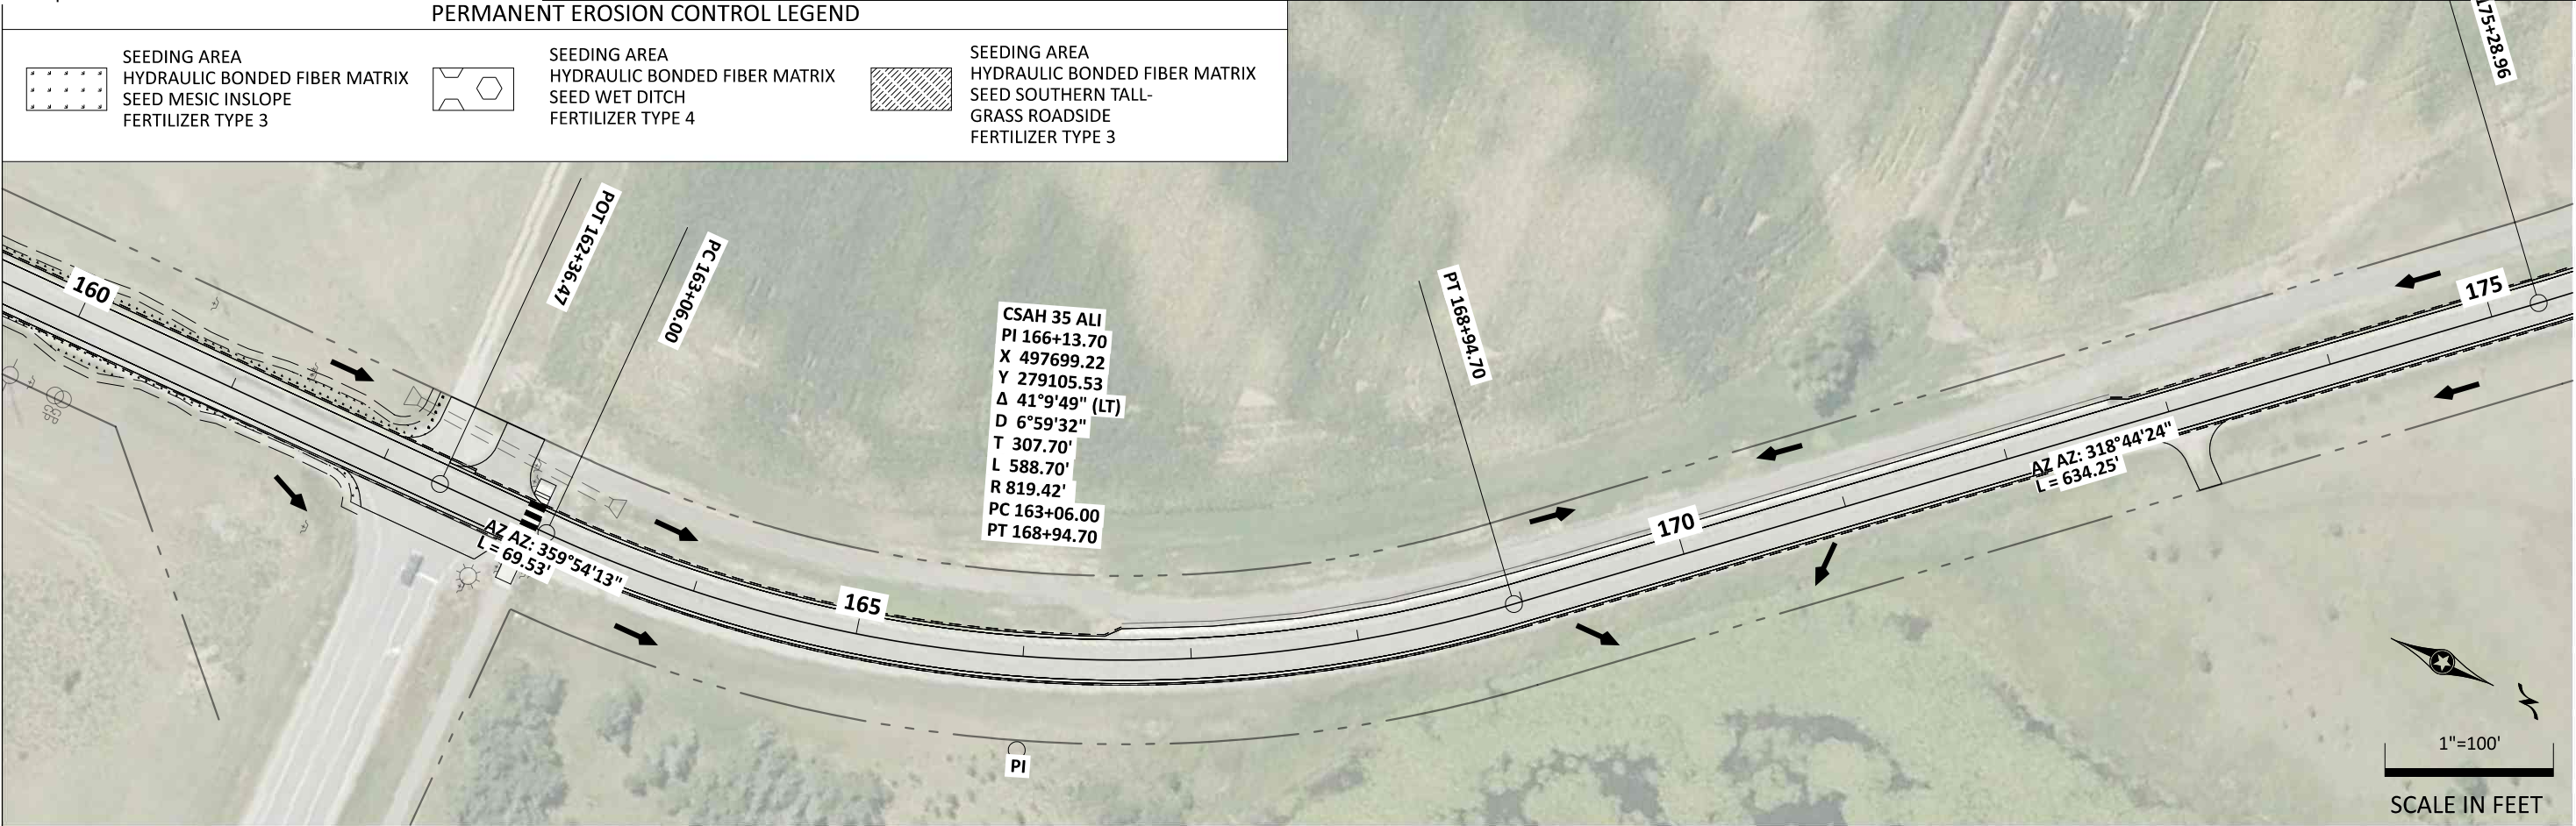 PERMANENT EROSION CONTROL LEGEND
SEEDING AREA
HYDRAULIC BONDED FIBER MATRIX
SEED MESIC INSLOPE
FERTILIZER TYPE 3
SEEDING AREA
HYDRAULIC BONDED FIBER MATRIX
SEED WET DITCH
FERTILIZER TYPE 4
SEEDING AREA
HYDRAULIC BONDED FIBER MATRIX
SEED SOUTHERN TALL-
GRASS ROADSIDE
FERTILIZER TYPE 3
160
POT 162+36.47
PC 163+06.00
AZ AZ: 359°54'13"
L = 69.53'
165
CSAH 35 ALI
PI 166+13.70
X 497699.22
Y 279105.53
Δ 41°9'49" (LT)
D 6°59'32"
T 307.70'
L 588.70'
R 819.42'
PC 163+06.00
PT 168+94.70
PI
PT 168+94.70
170
AZ AZ: 318°44'24"
L = 634.25'
175
175+28.96
1"=100'
SCALE IN FEET